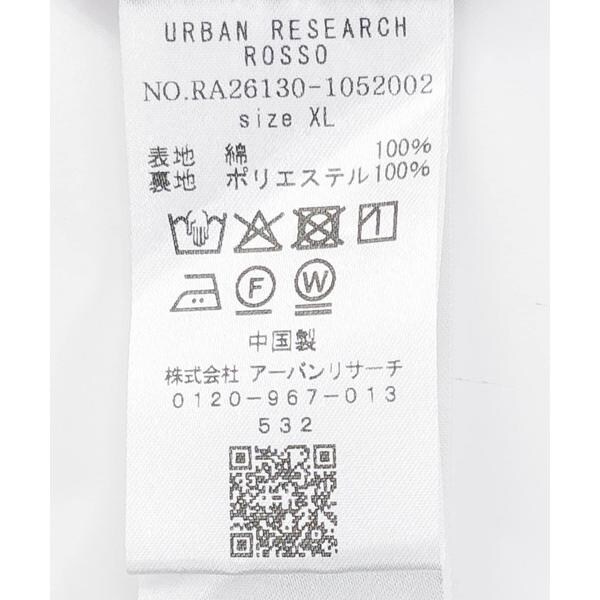 URBAN RESEARCH
ROSSO
NO.RA26130-1052002
size XL
表地 綿 100%
裏地 ポリエステル100%
F W
中国製
株式会社 アーバンリサーチ
0120-967-013
532